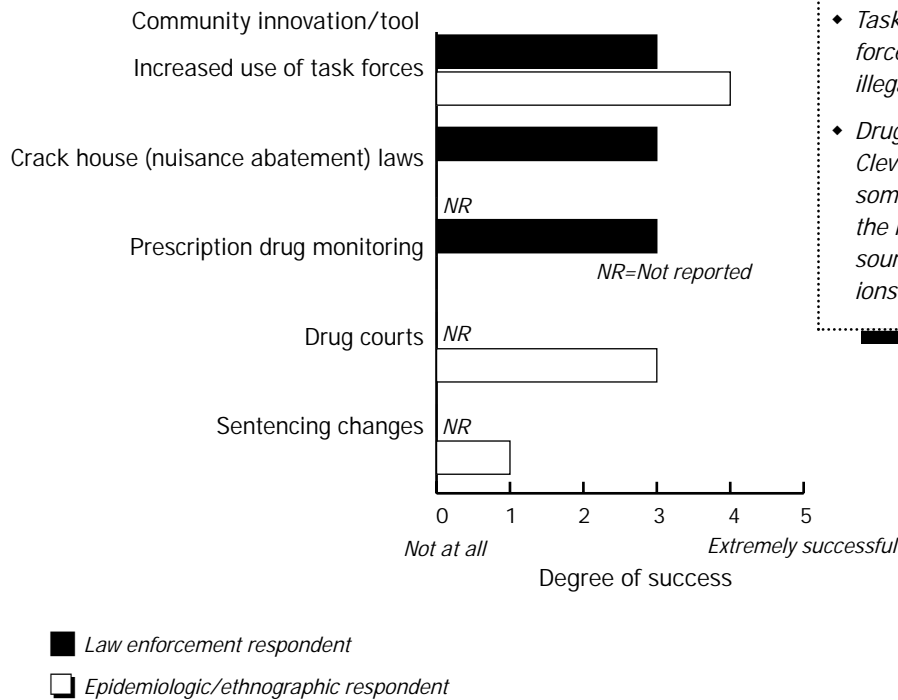 Community innovation/tool
Increased use of task forces
Crack house (nuisance abatement) laws
NR
Prescription drug monitoring
NR=Not reported
Drug courts
NR
Sentencing changes
NR
0 1 2 3 4 5
Not at all
Extremely successful
Degree of success
Law enforcement respondent
Epidemiologic/ethnographic respondent
◆ Task
force
illega
◆ Drug
Clev
som
the
sour
ions